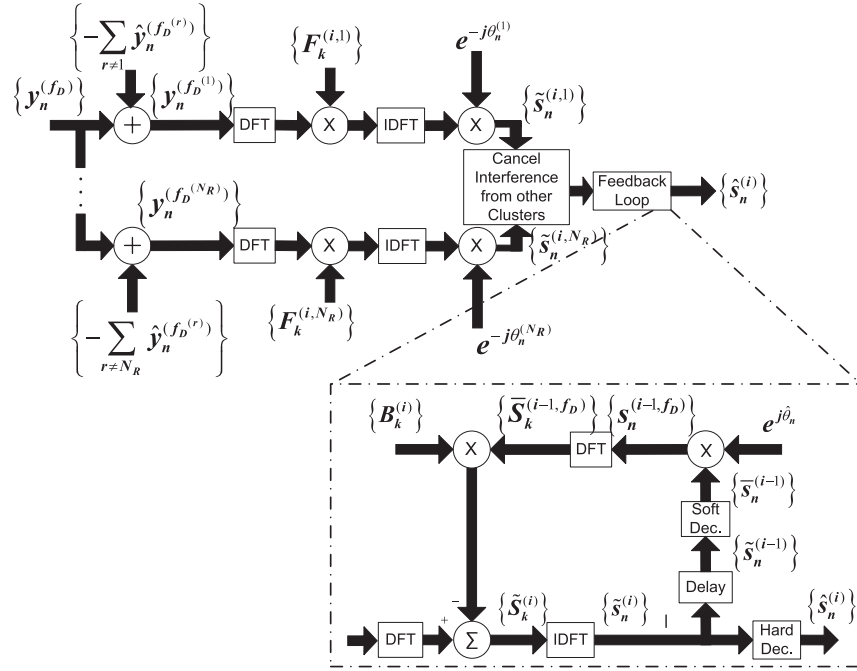 {−∑_{r≠1} ŷ_n^{(f_D^{(r)})}}
{F_k^{(i,1)}}
e^{−jθ_n^{(1)}}
{y_n^{(f_D)}}
{y_n^{(f_D^{(1)})}}
{s̃_n^{(i,1)}}
+ DFT X IDFT X
Cancel
Interference
from other
Clusters
Feedback
Loop
{ŝ_n^{(i)}}
{y_n^{(f_D^{(N_R)})}}
+ DFT X IDFT X
{s̃_n^{(i,N_R)}}
{−∑_{r≠N_R} ŷ_n^{(f_D^{(r)})}}
{F_k^{(i,N_R)}}
e^{−jθ_n^{(N_R)}}
{B_k^{(i)}}
{S̅_k^{(i−1,f_D)}}
{s_n^{(i−1,f_D)}}
e^{jθ̂_n}
X DFT X
{s̅_n^{(i−1)}}
Soft
Dec.
{s̃_n^{(i−1)}}
Delay
−
{S̃_k^{(i)}}
{s̃_n^{(i)}}
{ŝ_n^{(i)}}
DFT + Σ IDFT
Hard
Dec.